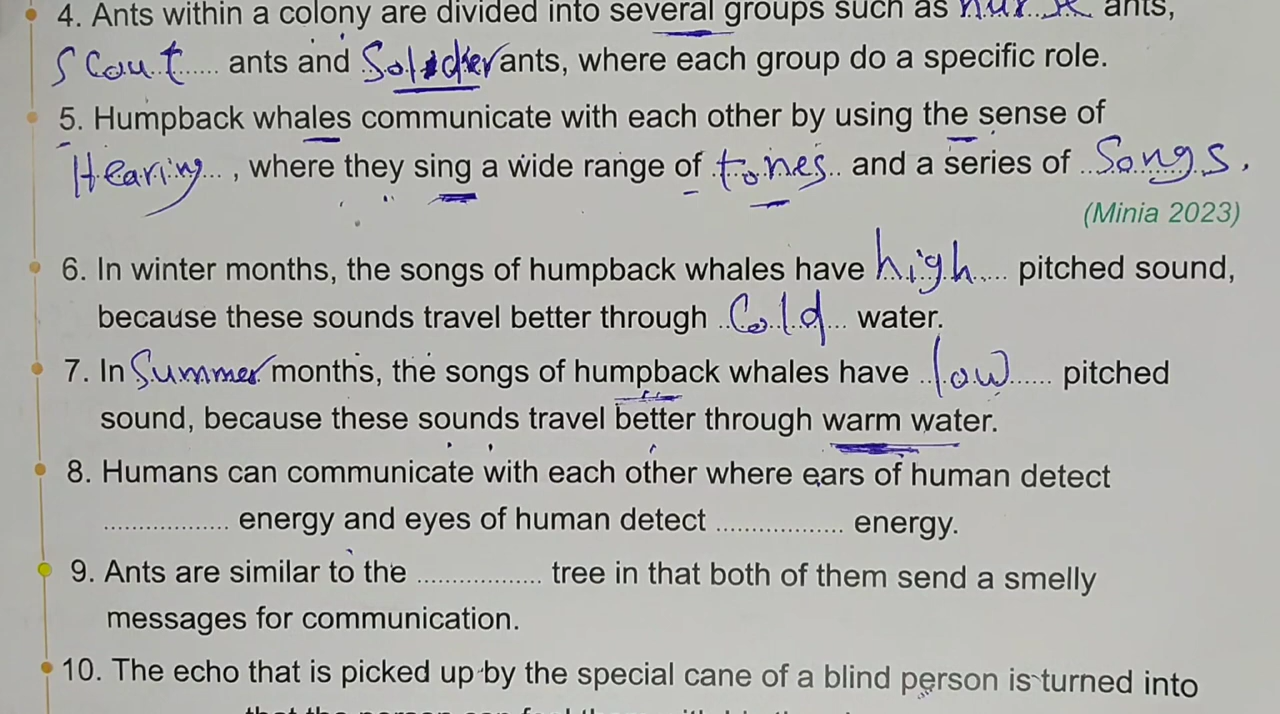 4. Ants within a colony are divided into several groups such as ants,
Scout ants and Soldier ants, where each group do a specific role.
5. Humpback whales communicate with each other by using the sense of
Hearing, where they sing a wide range of tones and a series of Songs.
(Minia 2023)
6. In winter months, the songs of humpback whales have high pitched sound,
because these sounds travel better through Cold water.
7. In Summer months, the songs of humpback whales have low pitched
sound, because these sounds travel better through warm water.
8. Humans can communicate with each other where ears of human detect
energy and eyes of human detect energy.
9. Ants are similar to the tree in that both of them send a smelly
messages for communication.
10. The echo that is picked up by the special cane of a blind person is turned into